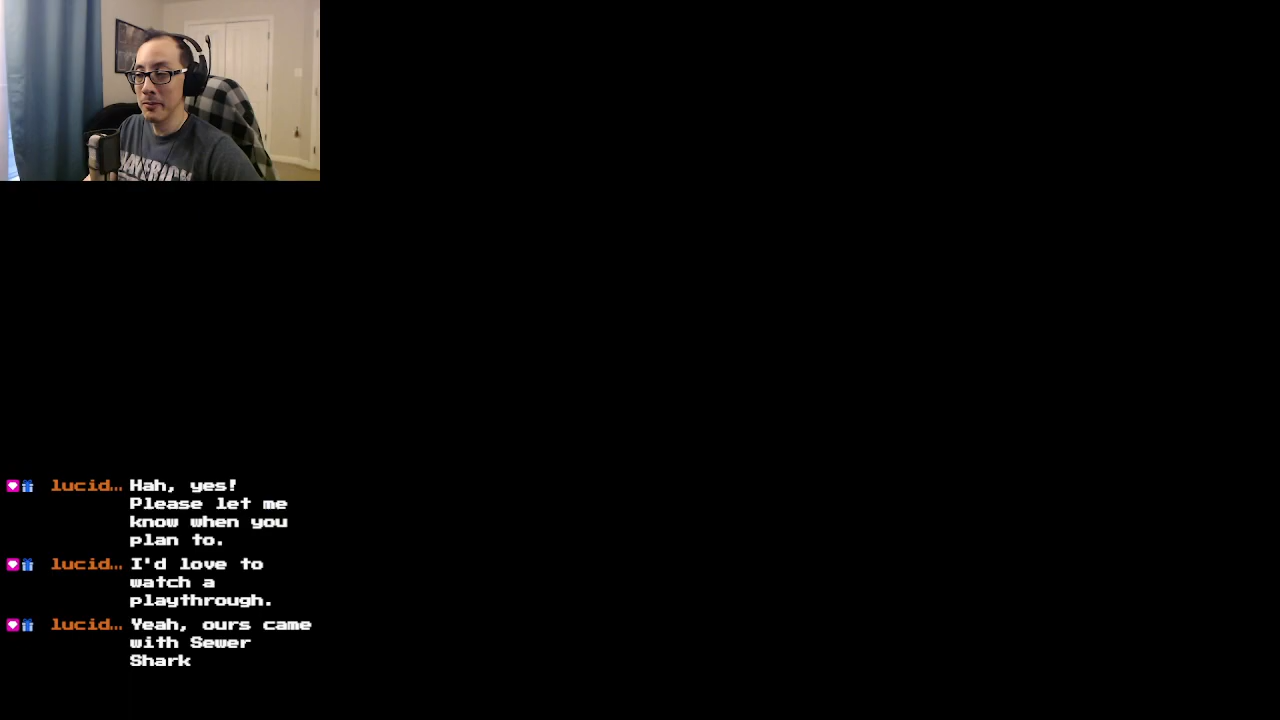 lucid... Hah, yes!
Please let me
know when you
plan to.
lucid... I'd love to
watch a
playthrough.
lucid... Yeah, ours came
with Sewer
Shark